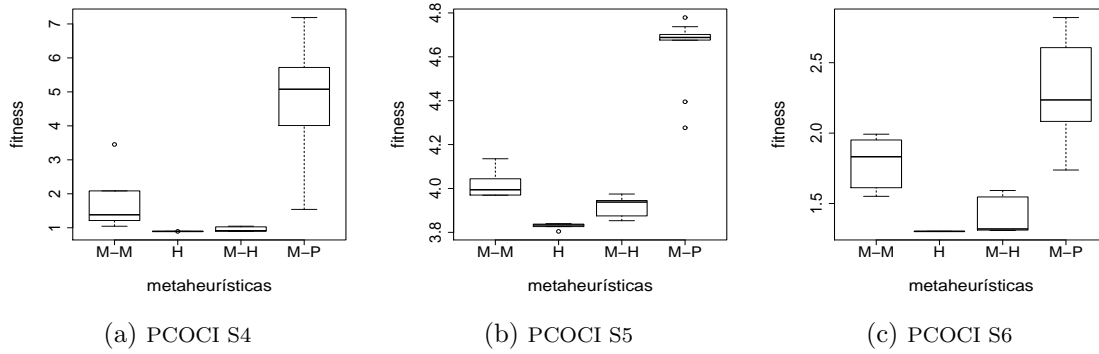 fitness
7
6
5
4
3
2
1
M–M H M–H M–P
metaheurísticas
(a) PCOCI S4
fitness
4.8
4.6
4.4
4.2
4.0
3.8
M–M H M–H M–P
metaheurísticas
(b) PCOCI S5
fitness
2.5
2.0
1.5
M–M H M–H M–P
metaheurísticas
(c) PCOCI S6